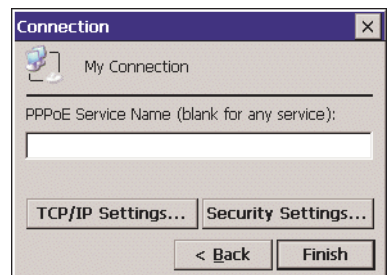 Connection
My Connection
PPPoE Service Name (blank for any service):
TCP/IP Settings... Security Settings...
< Back Finish